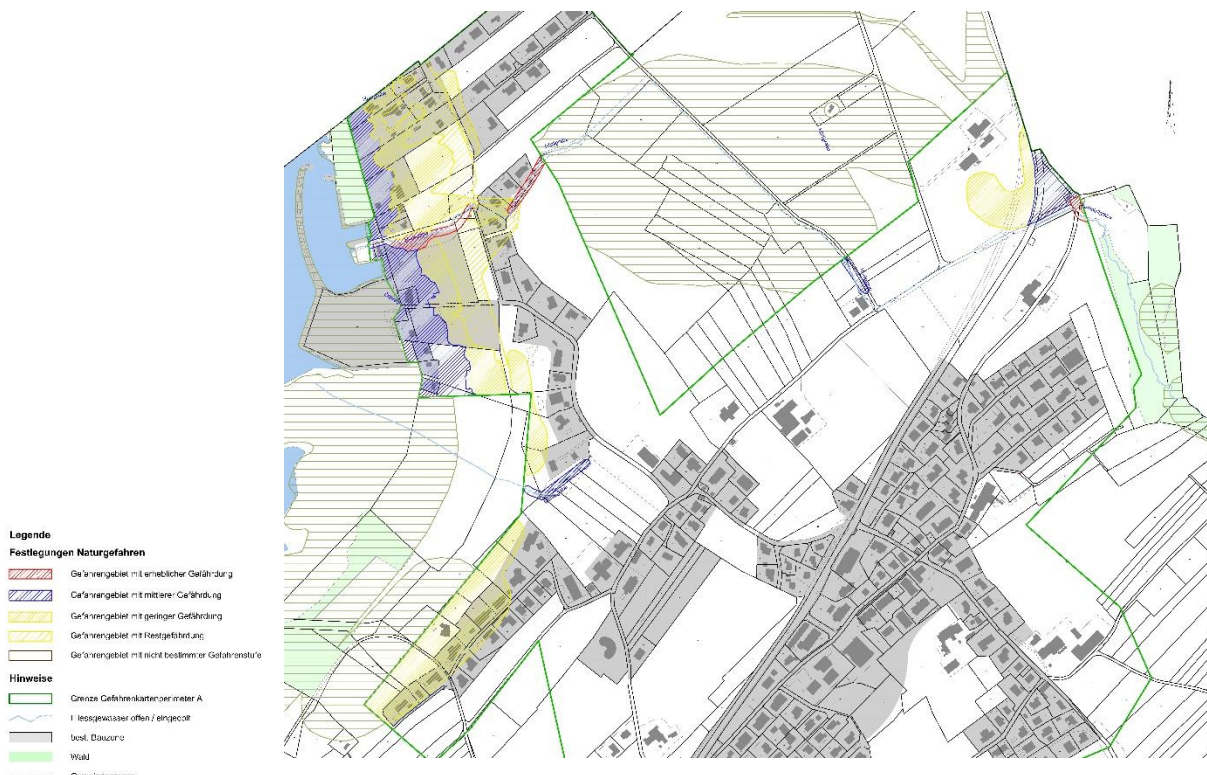 Legende
Festlegungen Naturgefahren
Gefahrengebiet mit erheblicher Gefährdung
Gefahrengebiet mit mittlerer Gefährdung
Gefahrengebiet mit geringer Gefährdung
Gefahrengebiet mit Restgefährdung
Gefahrengebiet mit nicht bestimmter Gefahrenstufe
Hinweise
Grenze Gefahrenkartenperimeter A
Fliessgewässer offen / eingedolt
best. Bauzone
Wald